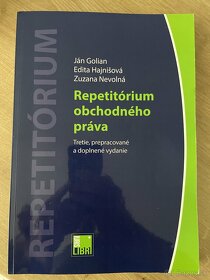 REPETITÓRIUM
Ján Golian
Edita Hajnišová
Zuzana Nevolná
Repetitórium
obchodného
práva
Tretie, prepracované
a doplnené vydanie
LIBRI